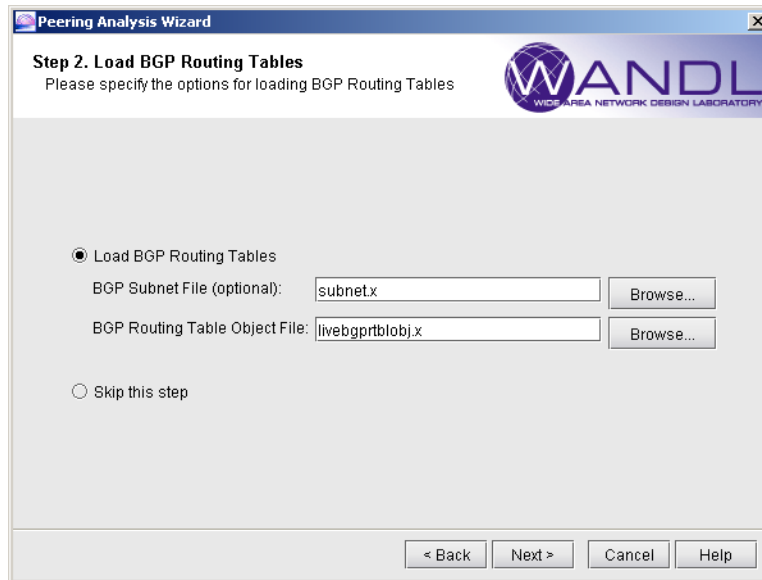 Peering Analysis Wizard
Step 2. Load BGP Routing Tables
Please specify the options for loading BGP Routing Tables
WANDL
WIDE AREA NETWORK DESIGN LABORATORY
Load BGP Routing Tables
BGP Subnet File (optional): subnet.x Browse...
BGP Routing Table Object File: livebgprtblobj.x Browse...
Skip this step
< Back Next > Cancel Help